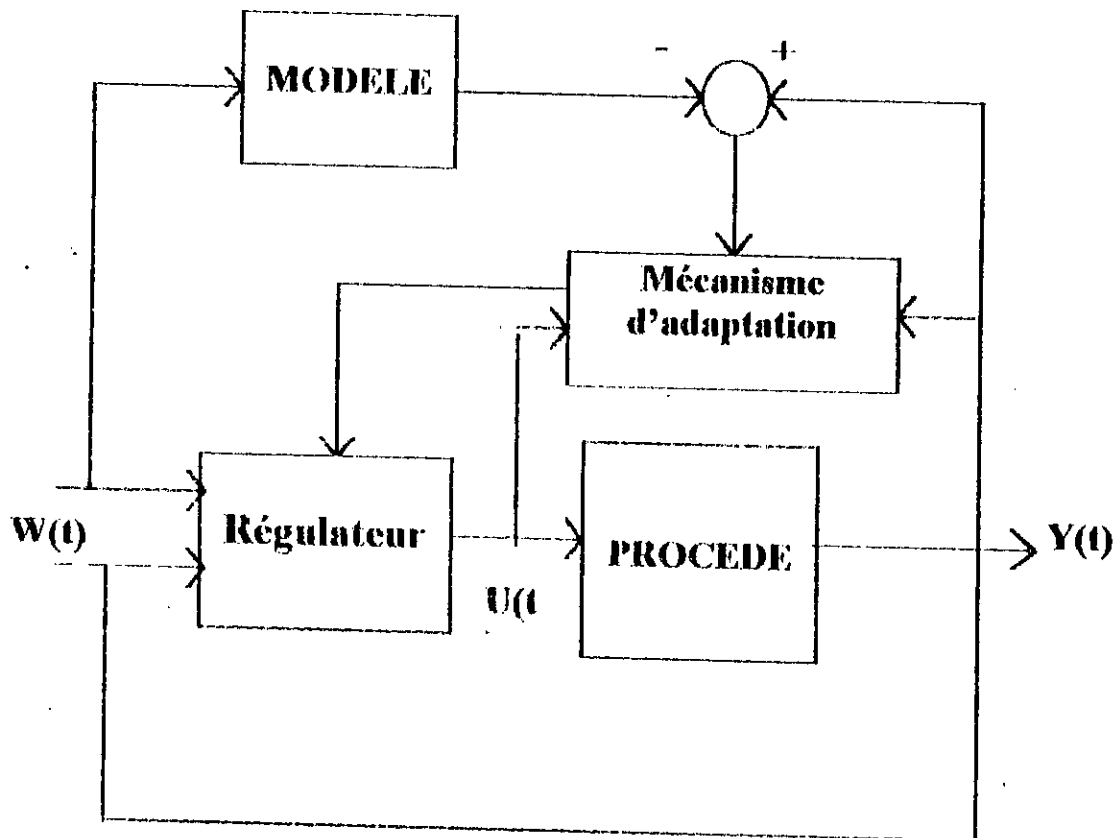 - +
MODELE
Mécanisme
d'adaptation
W(t)
Régulateur
U(t
PROCEDE
Y(t)